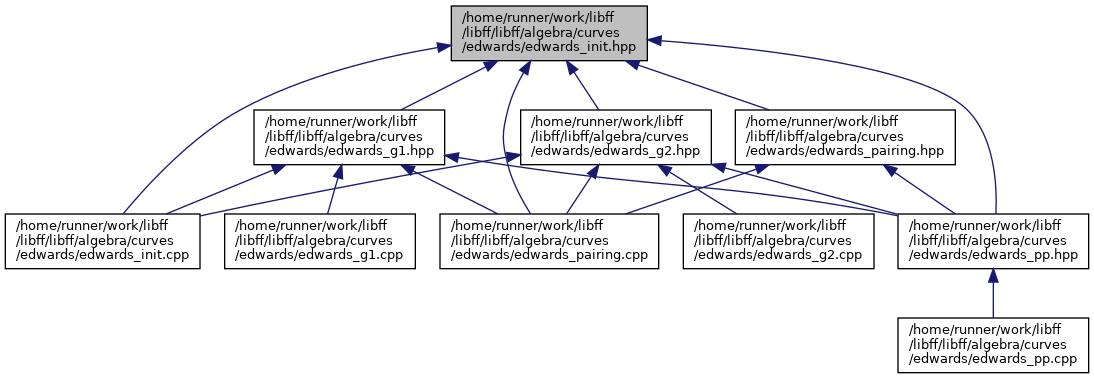 /home/runner/work/libff
/libff/libff/algebra/curves
/edwards/edwards_init.hpp
/home/runner/work/libff
/libff/libff/algebra/curves
/edwards/edwards_g1.hpp
/home/runner/work/libff
/libff/libff/algebra/curves
/edwards/edwards_g2.hpp
/home/runner/work/libff
/libff/libff/algebra/curves
/edwards/edwards_pairing.hpp
/home/runner/work/libff
/libff/libff/algebra/curves
/edwards/edwards_init.cpp
/home/runner/work/libff
/libff/libff/algebra/curves
/edwards/edwards_g1.cpp
/home/runner/work/libff
/libff/libff/algebra/curves
/edwards/edwards_pairing.cpp
/home/runner/work/libff
/libff/libff/algebra/curves
/edwards/edwards_g2.cpp
/home/runner/work/libff
/libff/libff/algebra/curves
/edwards/edwards_pp.hpp
/home/runner/work/libff
/libff/libff/algebra/curves
/edwards/edwards_pp.cpp